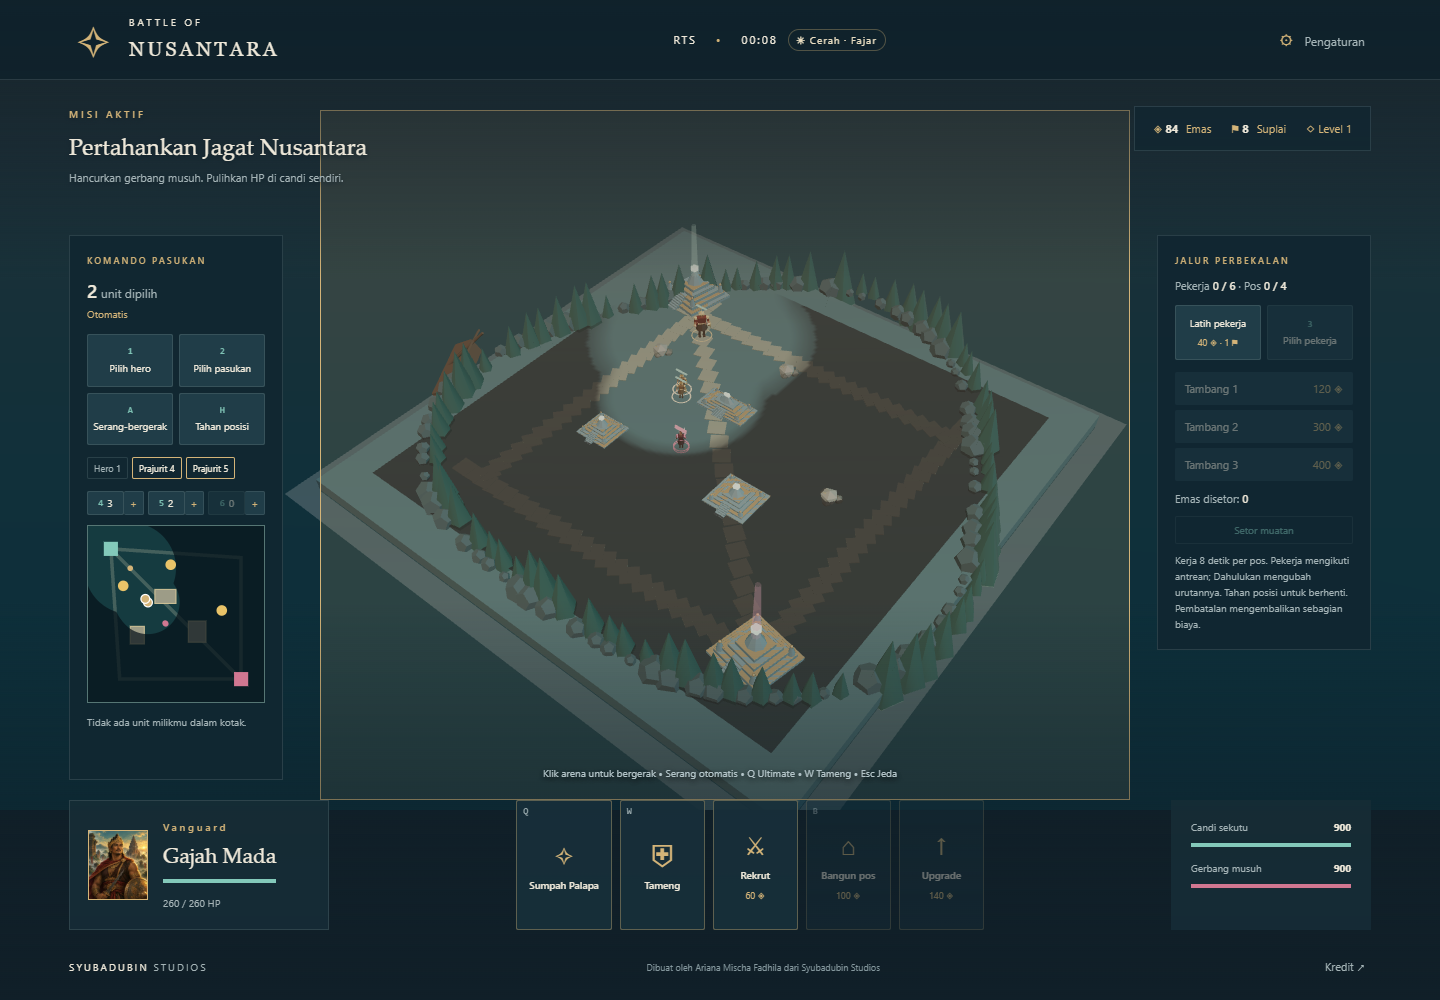 BATTLE OF
NUSANTARA
RTS • 00:08 Cerah · Fajar
Pengaturan
MISI AKTIF
Pertahankan Jagat Nusantara
Hancurkan gerbang musuh. Pulihkan HP di candi sendiri.
84 Emas 8 Suplai Level 1
KOMANDO PASUKAN
2 unit dipilih
Otomatis
1
Pilih hero
2
Pilih pasukan
A
Serang-bergerak
H
Tahan posisi
Hero 1 Prajurit 4 Prajurit 5
4 3 + 5 2 + 6 0 +
Tidak ada unit milikmu dalam kotak.
JALUR PERBEKALAN
Pekerja 0 / 6 · Pos 0 / 4
Latih pekerja
40 · 1
3
Pilih pekerja
Tambang 1 120
Tambang 2 300
Tambang 3 400
Emas disetor: 0
Setor muatan
Kerja 8 detik per pos. Pekerja mengikuti
antrean; Dahulukan mengubah
urutannya. Tahan posisi untuk berhenti.
Pembatalan mengembalikan sebagian
biaya.
Klik arena untuk bergerak • Serang otomatis • Q Ultimate • W Tameng • Esc Jeda
Vanguard
Gajah Mada
260 / 260 HP
Q
Sumpah Palapa
W
Tameng
Rekrut
60
B
Bangun pos
100
Upgrade
140
Candi sekutu 900
Gerbang musuh 900
SYUBADUBIN STUDIOS
Dibuat oleh Ariana Mischa Fadhila dari Syubadubin Studios
Kredit ↗